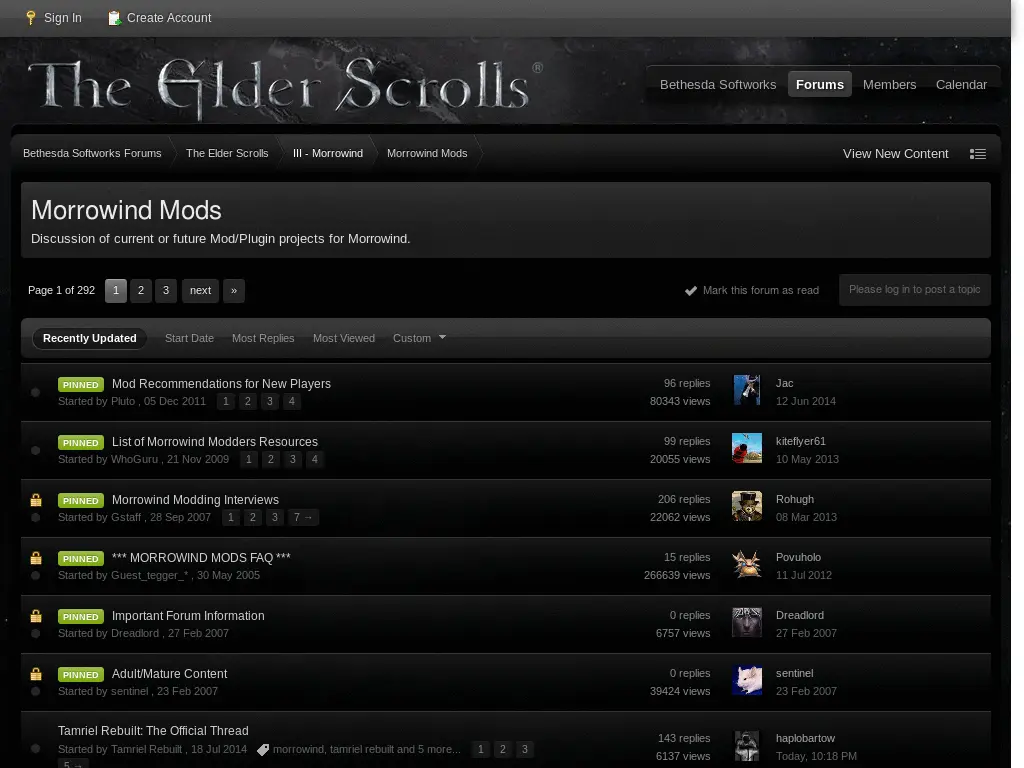 Sign In Create Account
The Elder Scrolls®
Bethesda Softworks Forums Members Calendar
Bethesda Softworks Forums The Elder Scrolls III - Morrowind Morrowind Mods View New Content
Morrowind Mods
Discussion of current or future Mod/Plugin projects for Morrowind.
Page 1 of 292 1 2 3 next » Mark this forum as read Please log in to post a topic
Recently Updated Start Date Most Replies Most Viewed Custom
PINNED Mod Recommendations for New Players 96 replies Jac
Started by Pluto , 05 Dec 2011 1 2 3 4 80343 views 12 Jun 2014
PINNED List of Morrowind Modders Resources 99 replies kiteflyer61
Started by WhoGuru , 21 Nov 2009 1 2 3 4 20055 views 10 May 2013
PINNED Morrowind Modding Interviews 206 replies Rohugh
Started by Gstaff , 28 Sep 2007 1 2 3 7 → 22062 views 08 Mar 2013
PINNED *** MORROWIND MODS FAQ *** 15 replies Povuholo
Started by Guest_tegger_* , 30 May 2005 266639 views 11 Jul 2012
PINNED Important Forum Information 0 replies Dreadlord
Started by Dreadlord , 27 Feb 2007 6757 views 27 Feb 2007
PINNED Adult/Mature Content 0 replies sentinel
Started by sentinel , 23 Feb 2007 39424 views 23 Feb 2007
Tamriel Rebuilt: The Official Thread 143 replies haplobartow
Started by Tamriel Rebuilt , 18 Jul 2014 morrowind, tamriel rebuilt and 5 more... 1 2 3 6137 views Today, 10:18 PM
5 →